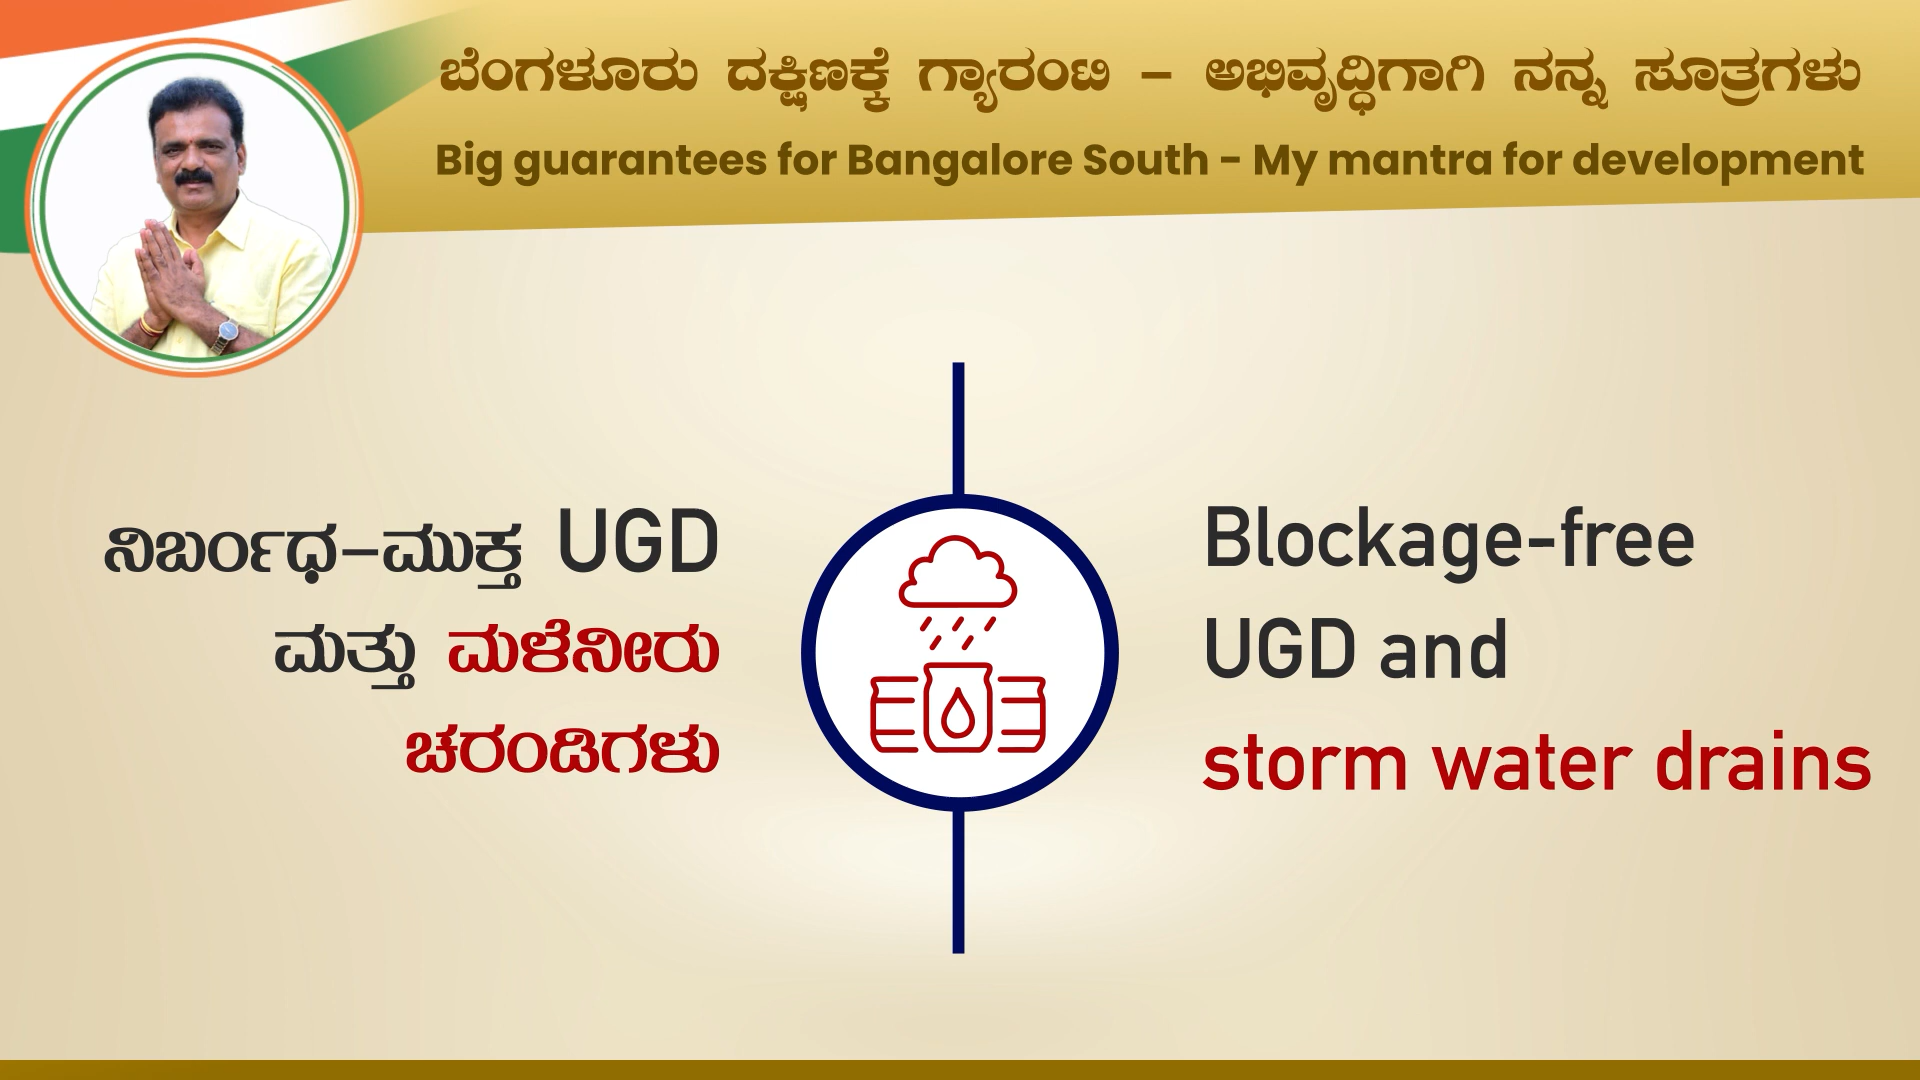 ಬೆಂಗಳೂರು ದಕ್ಷಿಣಕ್ಕೆ ಗ್ಯಾರಂಟಿ – ಅಭಿವೃದ್ಧಿಗಾಗಿ ನನ್ನ ಸೂತ್ರಗಳು
Big guarantees for Bangalore South - My mantra for development
ನಿರ್ಬಂಧ-ಮುಕ್ತ UGD
ಮತ್ತು ಮಳೆನೀರು
ಚರಂಡಿಗಳು
Blockage-free
UGD and
storm water drains